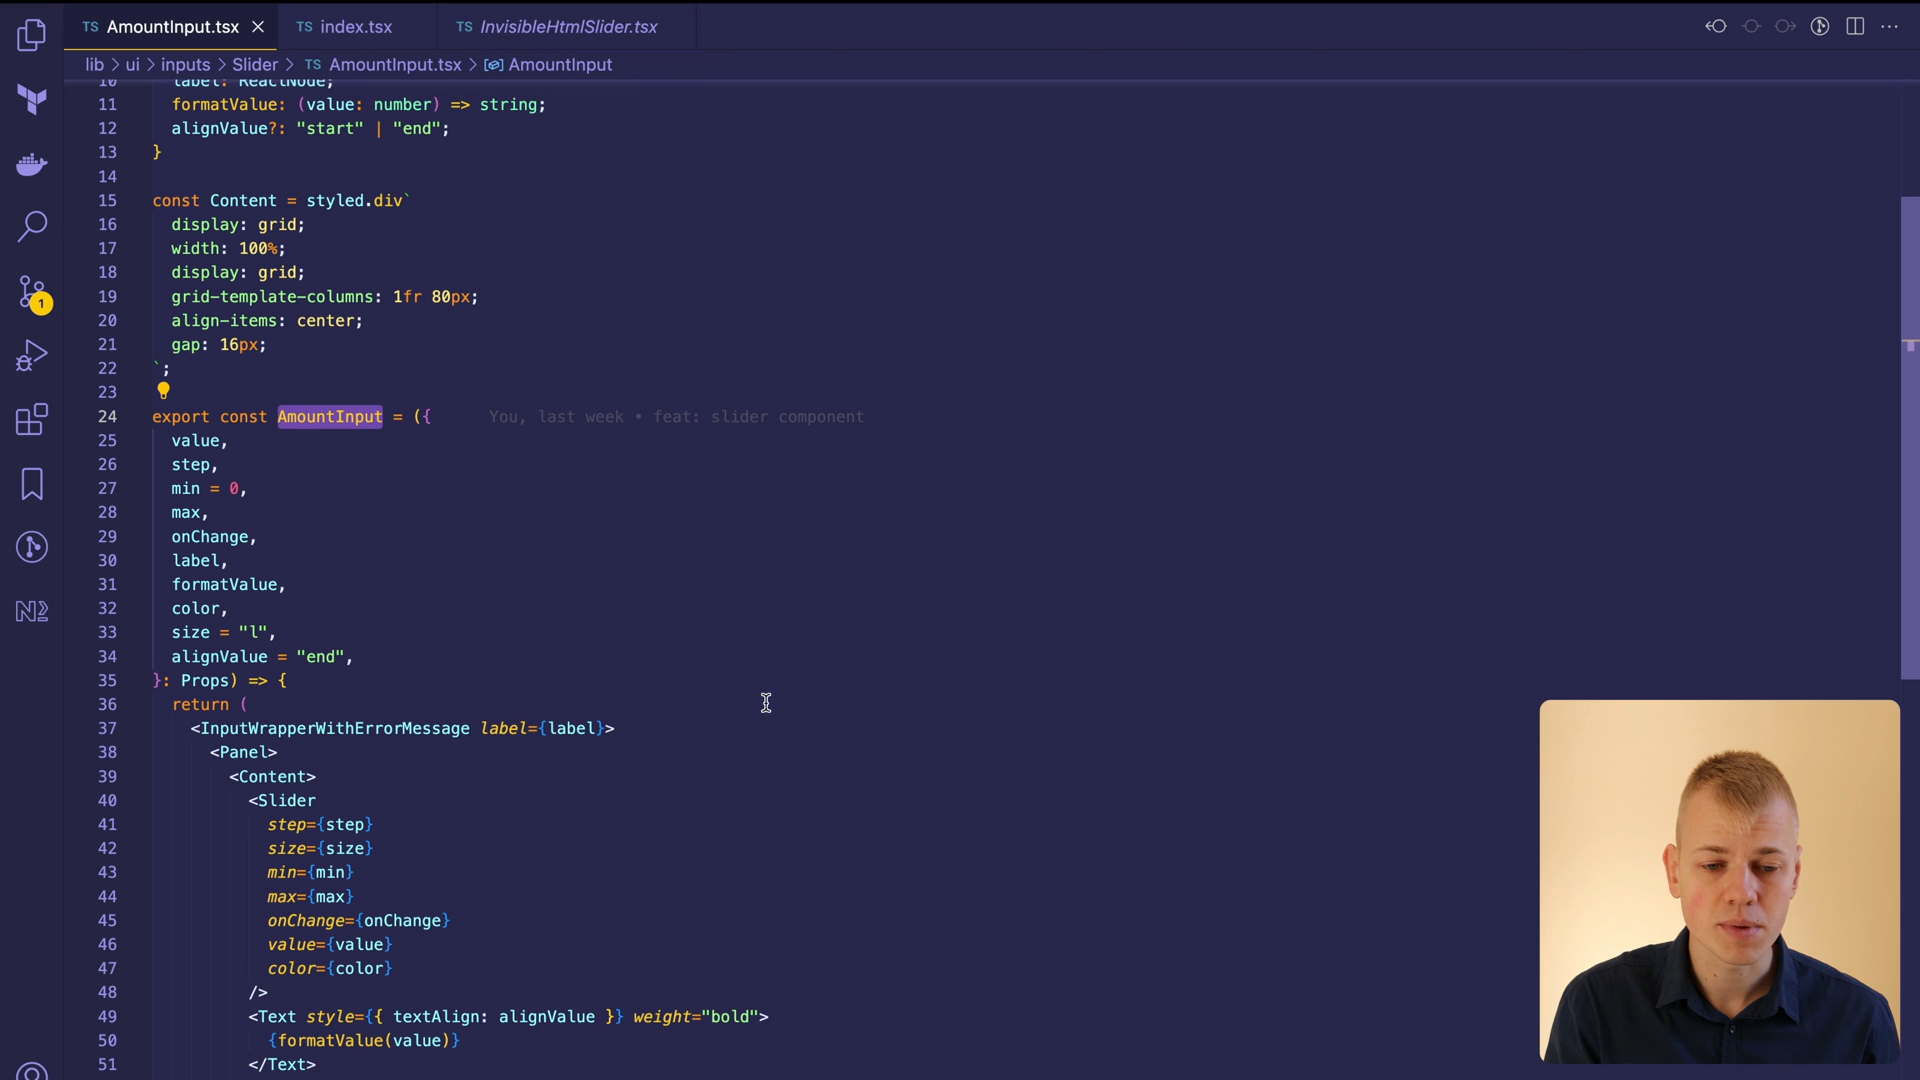 TS AmountInput.tsx
TS index.tsx
TS InvisibleHtmlSlider.tsx
lib > ui > inputs > Slider > TS AmountInput.tsx > AmountInput
10 label: ReactNode;
11 formatValue: (value: number) => string;
12 alignValue?: "start" | "end";
13 }
14
15 const Content = styled.div`
16 display: grid;
17 width: 100%;
18 display: grid;
19 grid-template-columns: 1fr 80px;
20 align-items: center;
21 gap: 16px;
22 `;
23
24 export const AmountInput = ({ You, last week • feat: slider component
25 value,
26 step,
27 min = 0,
28 max,
29 onChange,
30 label,
31 formatValue,
32 color,
33 size = "l",
34 alignValue = "end",
35 }: Props) => {
36 return (
37 <InputWrapperWithErrorMessage label={label}>
38 <Panel>
39 <Content>
40 <Slider
41 step={step}
42 size={size}
43 min={min}
44 max={max}
45 onChange={onChange}
46 value={value}
47 color={color}
48 />
49 <Text style={{ textAlign: alignValue }} weight="bold">
50 {formatValue(value)}
51 </Text>
1